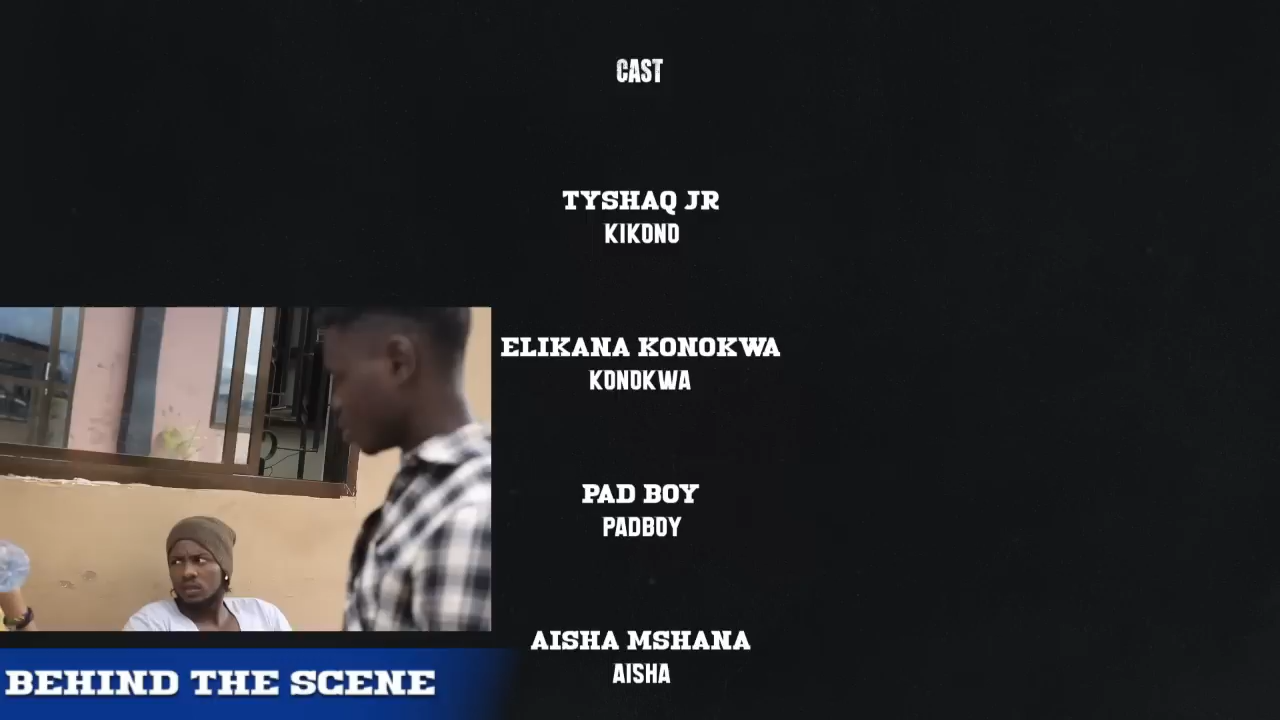 CAST
TYSHAQ JR
KIKONO
ELIKANA KONOKWA
KONOKWA
PAD BOY
PADBOY
AISHA MSHANA
AISHA
BEHIND THE SCENE